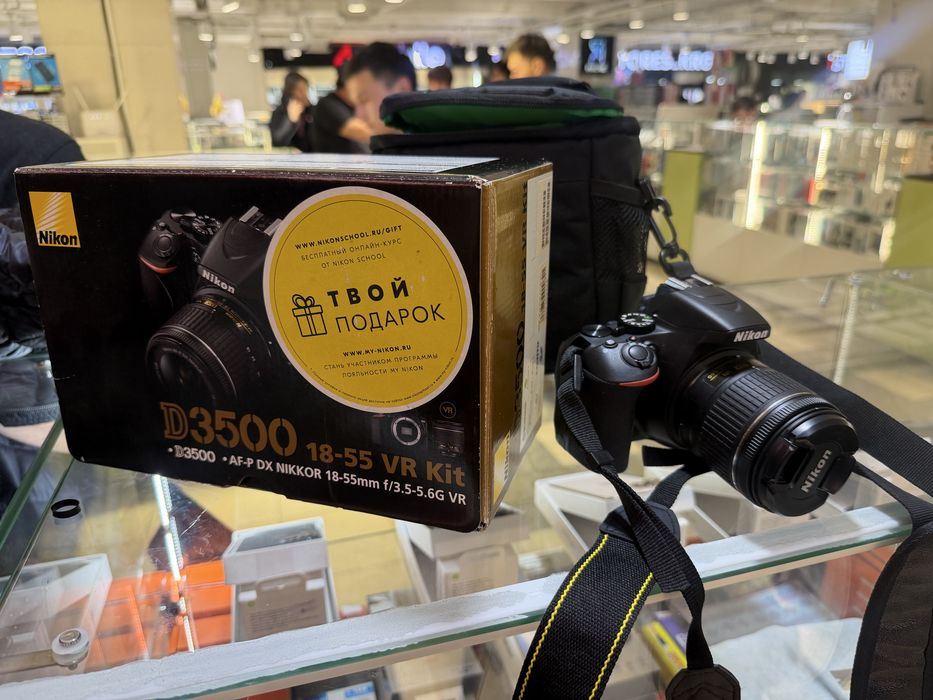 Nikon
Nikon
WWW.NIKONSCHOOL.RU/GIFT
БЕСПЛАТНЫЙ ОНЛАЙН-КУРС
ОТ NIKON SCHOOL
ТВОЙ
ПОДАРОК
WWW.MY-NIKON.RU
СТАТЬ УЧАСТНИКОМ ПРОГРАММЫ
ЛОЯЛЬНОСТИ MY NIKON
VR
D3500 18-55 VR Kit
•D3500 •AF-P DX NIKKOR 18-55mm f/3.5-5.6G VR
Nikon
Nikon